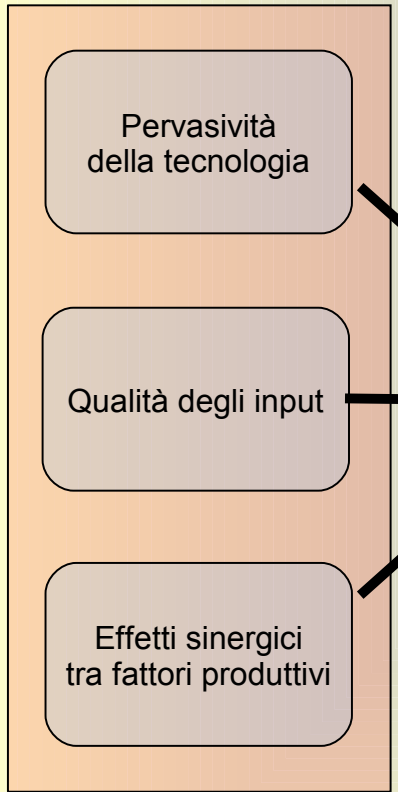 Pervasività
della tecnologia
Qualità degli input
Effetti sinergici
tra fattori produttivi